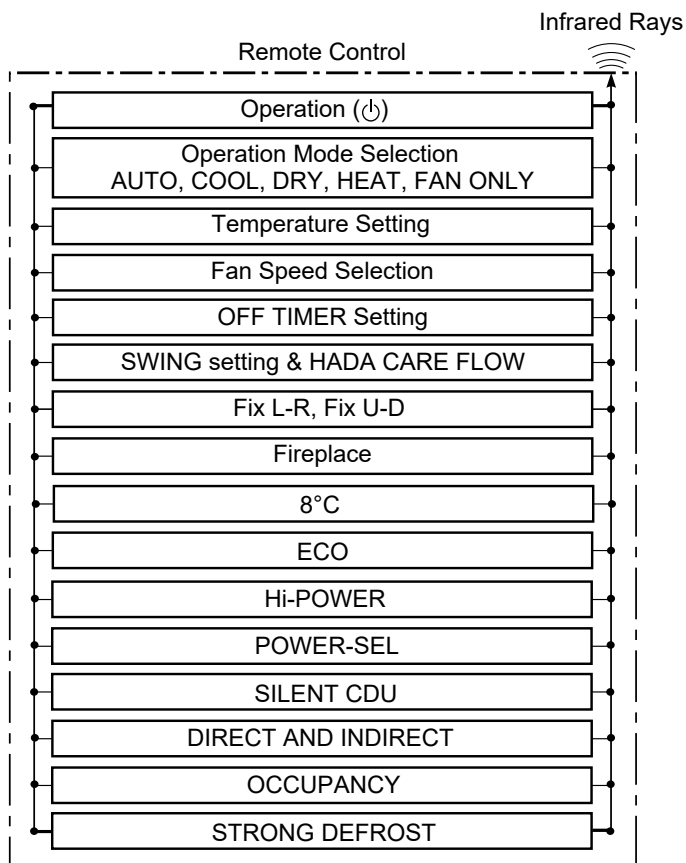 Infrared Rays
Remote Control
Operation (⏻)
Operation Mode Selection
AUTO, COOL, DRY, HEAT, FAN ONLY
Temperature Setting
Fan Speed Selection
OFF TIMER Setting
SWING setting & HADA CARE FLOW
Fix L-R, Fix U-D
Fireplace
8°C
ECO
Hi-POWER
POWER-SEL
SILENT CDU
DIRECT AND INDIRECT
OCCUPANCY
STRONG DEFROST